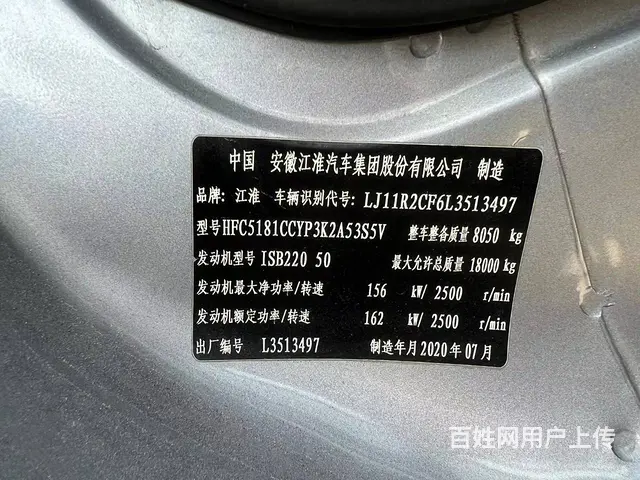 中国 安徽江淮汽车集团股份有限公司 制造
品牌: 江淮 车辆识别代号: LJ11R2CF6L3513497
型号HFC5181CCYP3K2A53S5V 整车整备质量 8050 kg
发动机型号 ISB220 50 最大允许总质量 18000 kg
发动机最大净功率/转速 156 kW/ 2500 r/min
发动机额定功率/转速 162 kW/ 2500 r/min
出厂编号 L3513497 制造年月 2020 年 07 月
百姓网用户上传